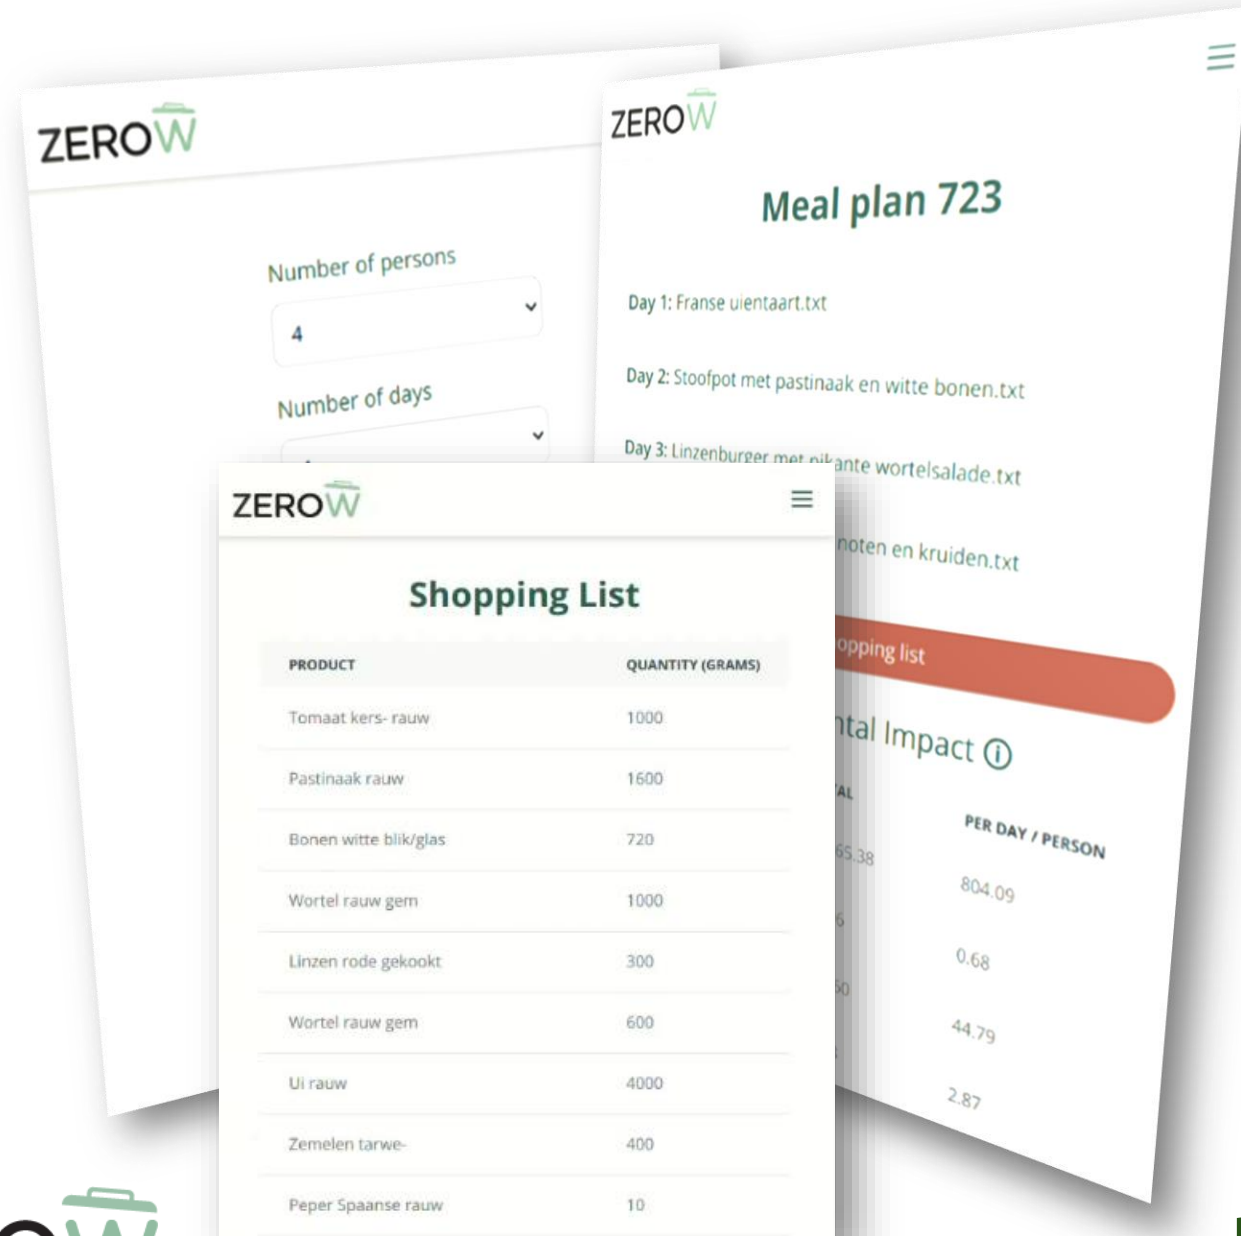 ZEROW
Number of persons
4
Number of days
ZEROW
Meal plan 723
Day 1: Franse uientaart.txt
Day 2: Stoofpot met pastinaak en witte bonen.txt
Day 3: Linzenburger met pikante wortelsalade.txt
noten en kruiden.txt
opping list
ntal Impact
PER DAY / PERSON
65.38 804.09
0.68
44.79
2.87
ZEROW
Shopping List
PRODUCT QUANTITY (GRAMS)
Tomaat kers- rauw 1000
Pastinaak rauw 1600
Bonen witte blik/glas 720
Wortel rauw gem 1000
Linzen rode gekookt 300
Wortel rauw gem 600
Ui rauw 4000
Zemelen tarwe- 400
Peper Spaanse rauw 10
OW